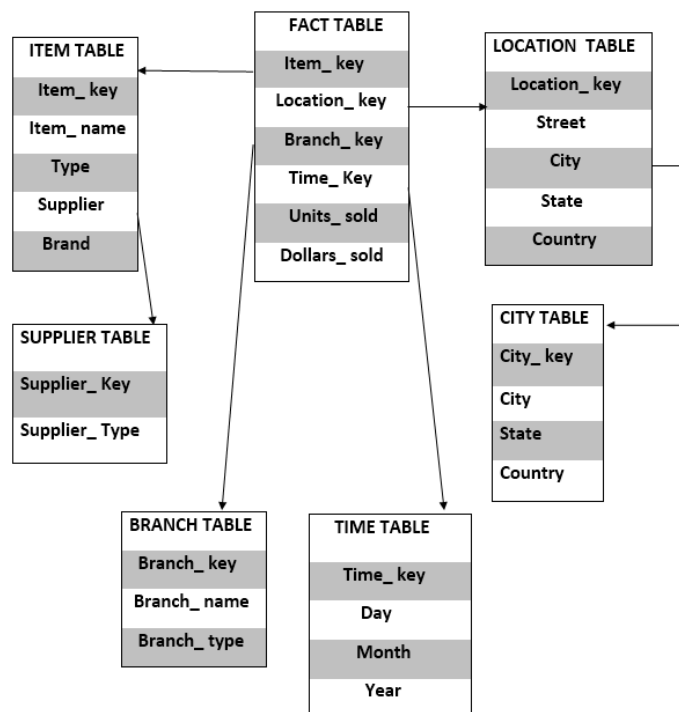 ITEM TABLE
Item_ key
Item_ name
Type
Supplier
Brand
FACT TABLE
Item_ key
Location_ key
Branch_ key
Time_ Key
Units_ sold
Dollars_ sold
LOCATION TABLE
Location_ key
Street
City
State
Country
SUPPLIER TABLE
Supplier_ Key
Supplier_ Type
CITY TABLE
City_ key
City
State
Country
BRANCH TABLE
Branch_ key
Branch_ name
Branch_ type
TIME TABLE
Time_ key
Day
Month
Year